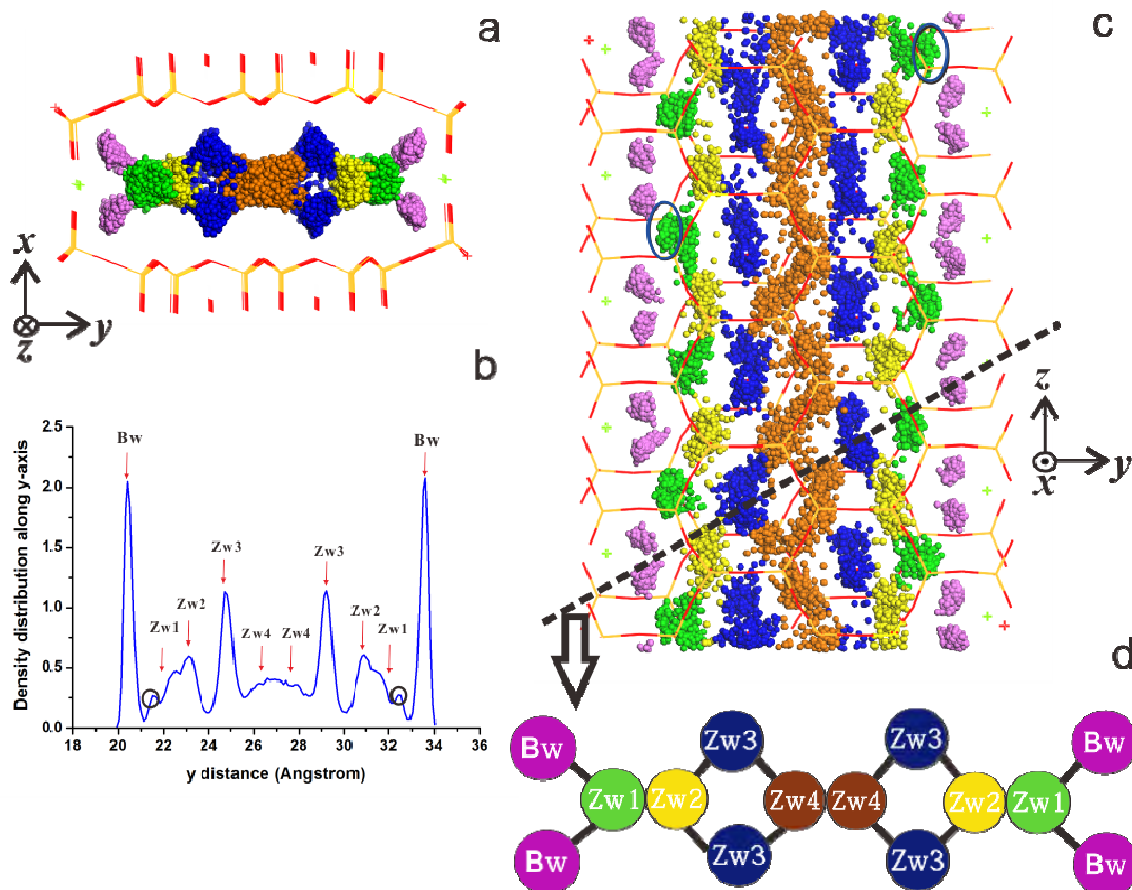 a
x
z
y
b
2.5
2.0
1.5
1.0
0.5
0.0
Density distribution along y-axis
Bw
Zw1
Zw2
Zw3
Zw4
Zw4
Zw3
Zw2
Zw1
Bw
18 20 22 24 26 28 30 32 34 36
y distance (Angstrom)
c
z
x
y
d
Bw
Zw3
Zw3
Bw
Zw1
Zw2
Zw4
Zw4
Zw2
Zw1
Bw
Zw3
Zw3
Bw